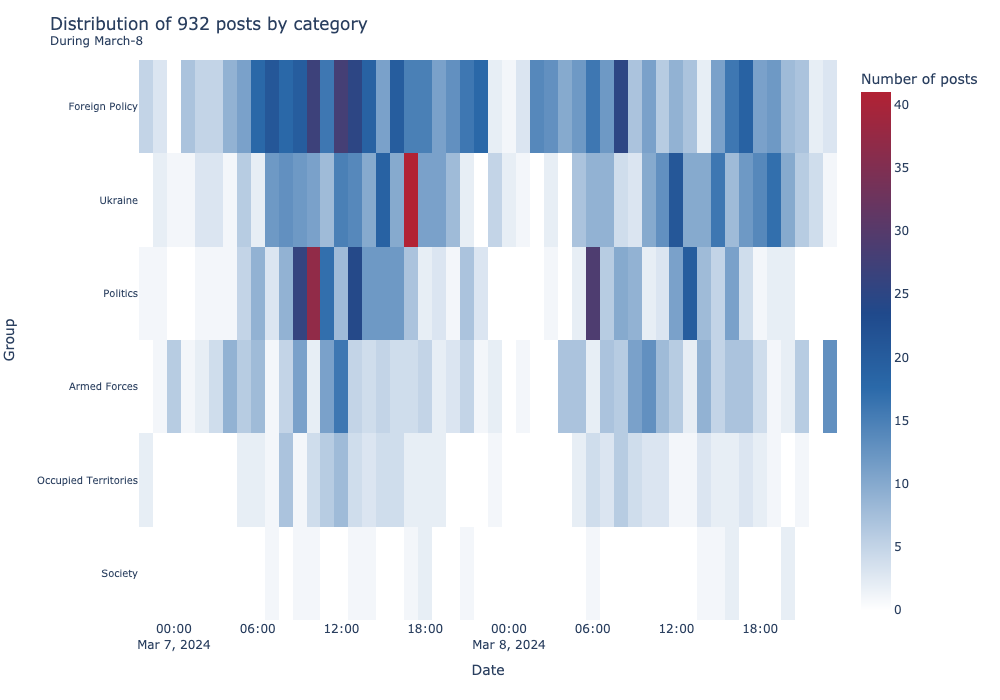 Distribution of 932 posts by category
During March-8
Number of posts
40
35
30
25
20
15
10
5
0
Group
Foreign Policy
Ukraine
Politics
Armed Forces
Occupied Territories
Society
00:00 06:00 12:00 18:00 00:00 06:00 12:00 18:00
Mar 7, 2024 Mar 8, 2024
Date